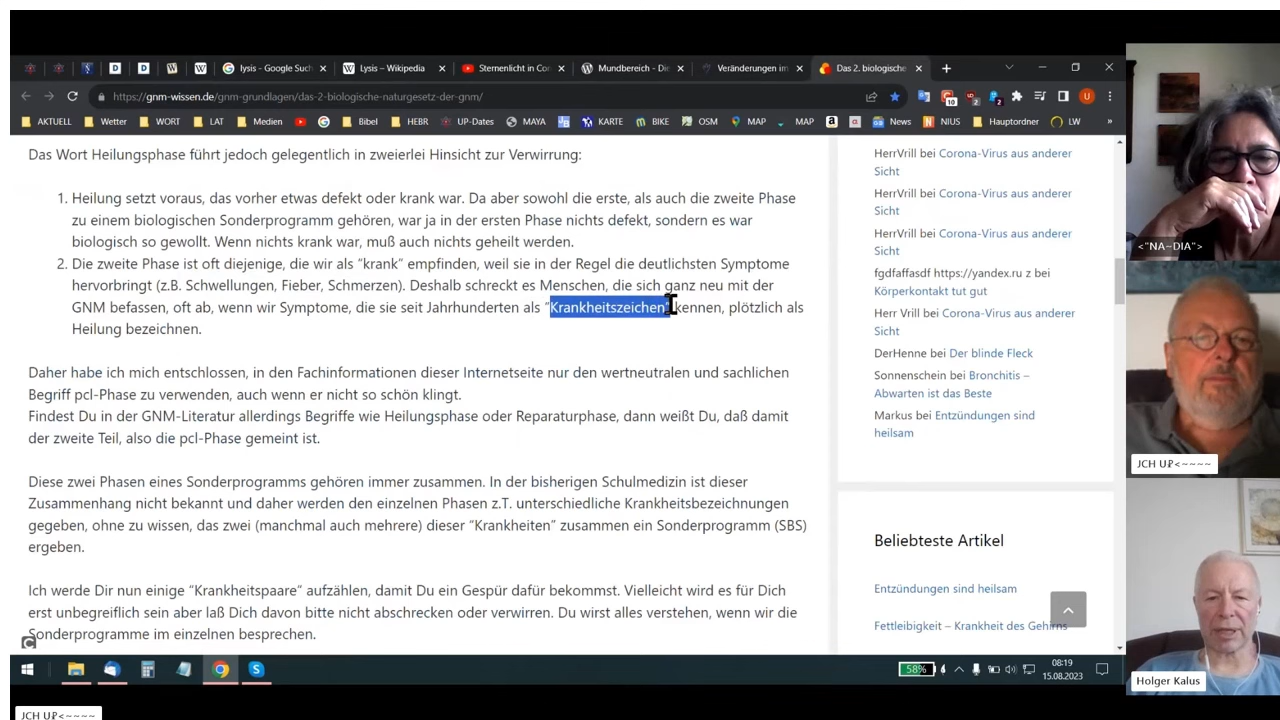 lysis - Google Such
Lysis – Wikipedia
Sternenlicht in Cor
Mundbereich - Die
Veränderungen im
Das 2. biologische
https://gnm-wissen.de/gnm-grundlagen/das-2-biologische-naturgesetz-der-gnm/
10
2
2
U
AKTUELL Wetter WORT LAT Medien Bibel HEBR UP-Dates MAYA KARTE BIKE OSM MAP MAP News NIUS Hauptordner LW »
Das Wort Heilungsphase führt jedoch gelegentlich in zweierlei Hinsicht zur Verwirrung:
1. Heilung setzt voraus, das vorher etwas defekt oder krank war. Da aber sowohl die erste, als auch die zweite Phase
zu einem biologischen Sonderprogramm gehören, war ja in der ersten Phase nichts defekt, sondern es war
biologisch so gewollt. Wenn nichts krank war, muß auch nichts geheilt werden.
2. Die zweite Phase ist oft diejenige, die wir als “krank” empfinden, weil sie in der Regel die deutlichsten Symptome
hervorbringt (z.B. Schwellungen, Fieber, Schmerzen). Deshalb schreckt es Menschen, die sich ganz neu mit der
GNM befassen, oft ab, wenn wir Symptome, die sie seit Jahrhunderten als “Krankheitszeichen” kennen, plötzlich als
Heilung bezeichnen.
Daher habe ich mich entschlossen, in den Fachinformationen dieser Internetseite nur den wertneutralen und sachlichen
Begriff pcl-Phase zu verwenden, auch wenn er nicht so schön klingt.
Findest Du in der GNM-Literatur allerdings Begriffe wie Heilungsphase oder Reparaturphase, dann weißt Du, daß damit
der zweite Teil, also die pcl-Phase gemeint ist.
Diese zwei Phasen eines Sonderprogramms gehören immer zusammen. In der bisherigen Schulmedizin ist dieser
Zusammenhang nicht bekannt und daher werden den einzelnen Phasen z.T. unterschiedliche Krankheitsbezeichnungen
gegeben, ohne zu wissen, das zwei (manchmal auch mehrere) dieser “Krankheiten” zusammen ein Sonderprogramm (SBS)
ergeben.
Ich werde Dir nun einige “Krankheitspaare“ aufzählen, damit Du ein Gespür dafür bekommst. Vielleicht wird es für Dich
erst unbegreiflich sein aber laß Dich davon bitte nicht abschrecken oder verwirren. Du wirst alles verstehen, wenn wir die
Sonderprogramme im einzelnen besprechen.
HerrVrill bei Corona-Virus aus anderer
Sicht
HerrVrill bei Corona-Virus aus anderer
Sicht
HerrVrill bei Corona-Virus aus anderer
Sicht
fgdfaffasdf https://yandex.ru z bei
Körperkontakt tut gut
Herr Vrill bei Corona-Virus aus anderer
Sicht
DerHenne bei Der blinde Fleck
Sonnenschein bei Bronchitis –
Abwarten ist das Beste
Markus bei Entzündungen sind
heilsam
Beliebteste Artikel
Entzündungen sind heilsam
Fettleibigkeit – Krankheit des Gehirns
<"NA~DIA">
JCH UP<~~~~
Holger Kalus
58%
08:19
15.08.2023
JCH UP<~~~~